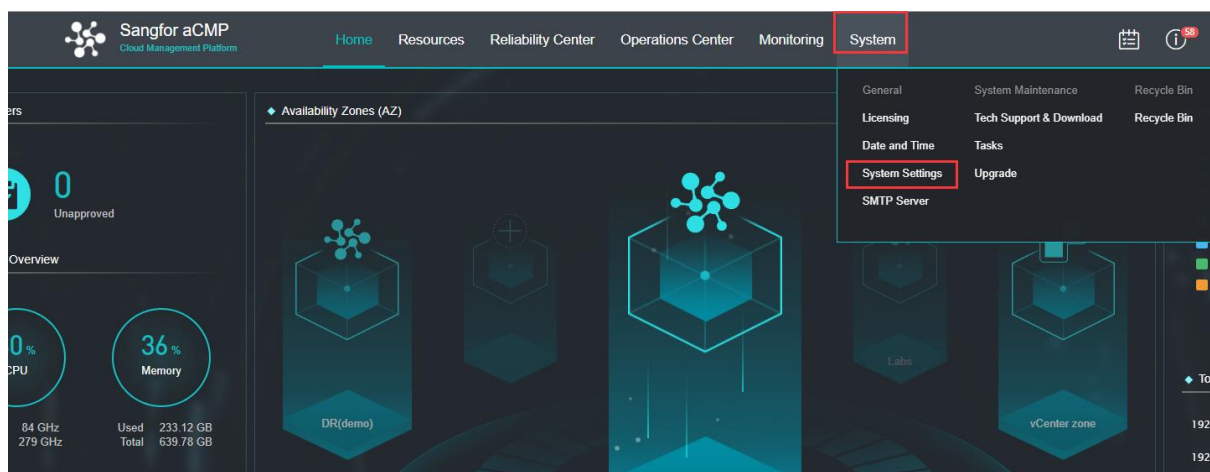 Sangfor aCMP
Cloud Management Platform
Home Resources Reliability Center Operations Center Monitoring System
58
General System Maintenance Recycle Bin
Licensing Tech Support & Download Recycle Bin
Date and Time Tasks
System Settings Upgrade
SMTP Server
ers
Availability Zones (AZ)
0
Unapproved
Overview
0 %
CPU
36 %
Memory
84 GHz
279 GHz
Used 233.12 GB
Total 639.78 GB
DR(demo)
Labs
vCenter zone
To
192
192